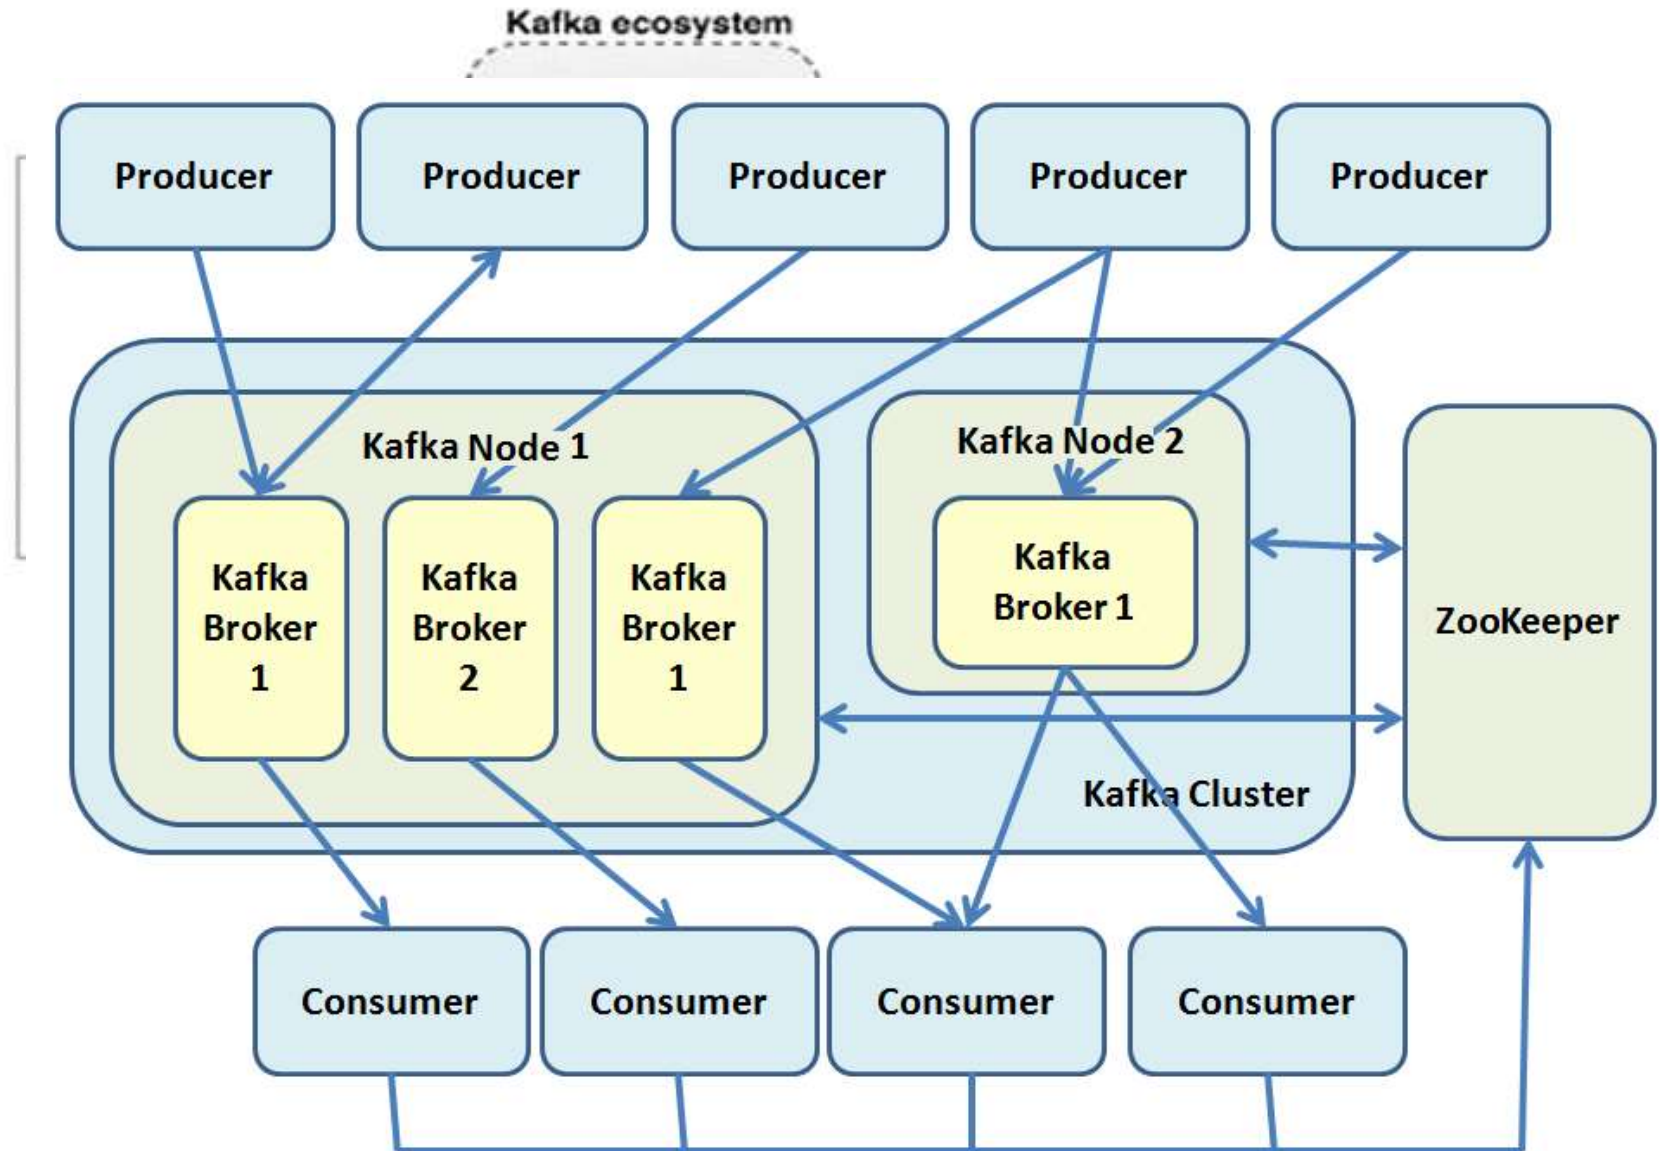 Kafka ecosystem
Producer
Producer
Producer
Producer
Producer
Kafka Node 1
Kafka Node 2
Kafka
Broker
1
Kafka
Broker
2
Kafka
Broker
1
Kafka
Broker 1
ZooKeeper
Kafka Cluster
Consumer
Consumer
Consumer
Consumer